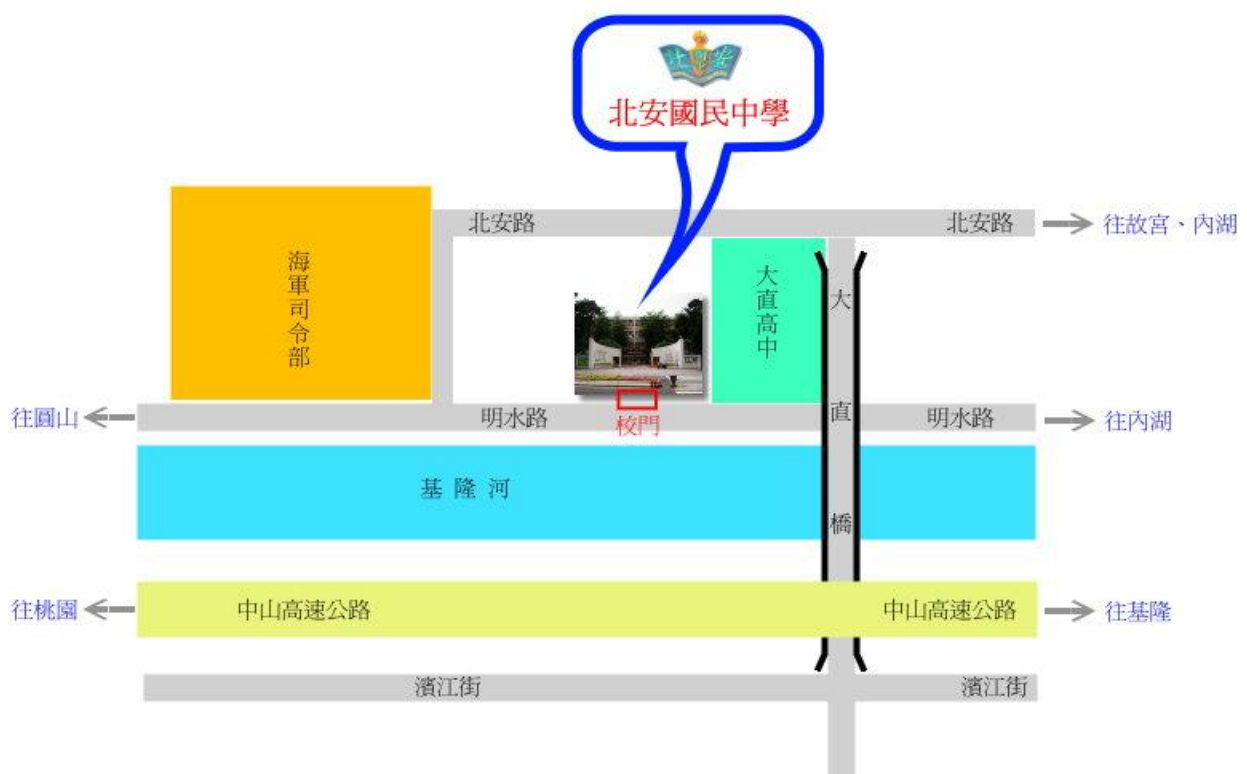 北安國民中學
北安路
北安路
往故宮、內湖
海軍司令部
大直高中
大直橋
往圓山
明水路
校門
明水路
往內湖
基隆河
往桃園
中山高速公路
中山高速公路
往基隆
濱江街
濱江街